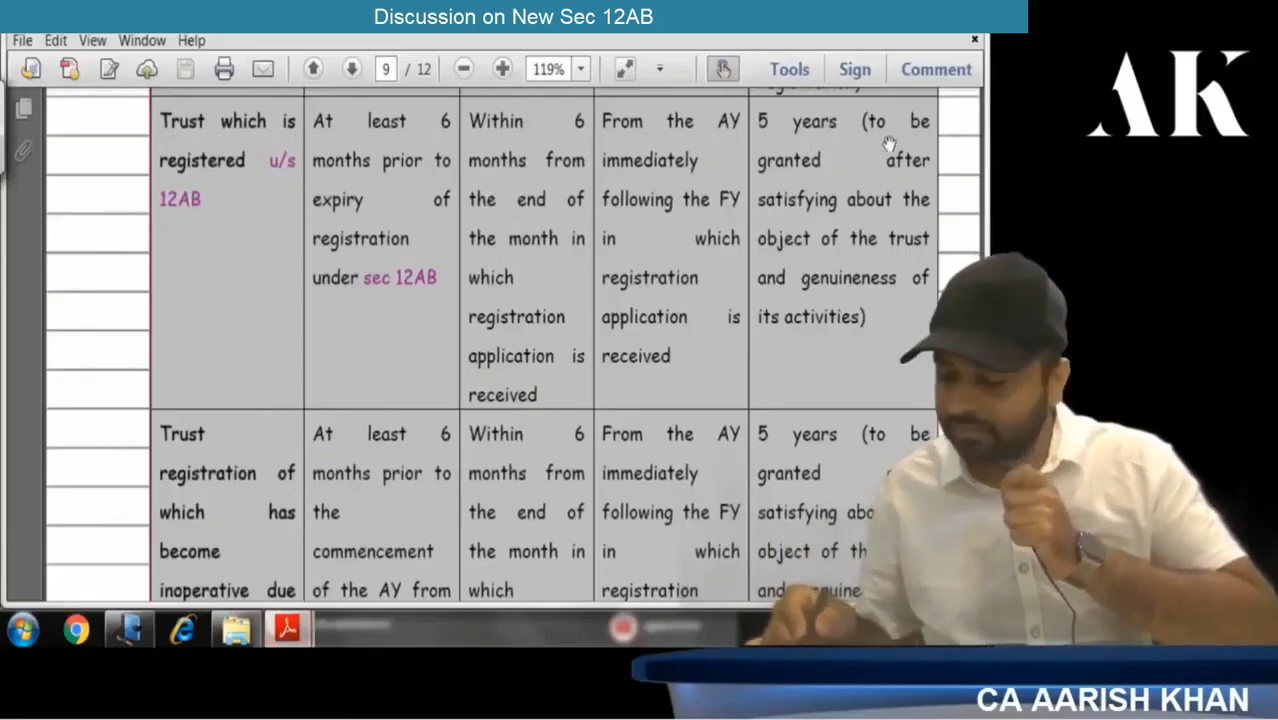 Discussion on New Sec 12AB
File Edit View Window Help
9 / 12 119% Tools Sign Comment
AK
Trust which is
registered u/s
12AB
At least 6
months prior to
expiry of
registration
under sec 12AB
Within 6
months from
the end of
the month in
which
registration
application is
received
From the AY
immediately
following the FY
in which
registration
application is
received
5 years (to be
granted after
satisfying about the
object of the trust
and genuineness of
its activities)
Trust
registration of
which has
become
inoperative due
At least 6
months prior to
the
commencement
of the AY from
Within 6
months from
the end of
the month in
which
From the AY
immediately
following the FY
in which
registration
5 years (to be
granted
satisfying
object of
and
CA AARISH KHAN